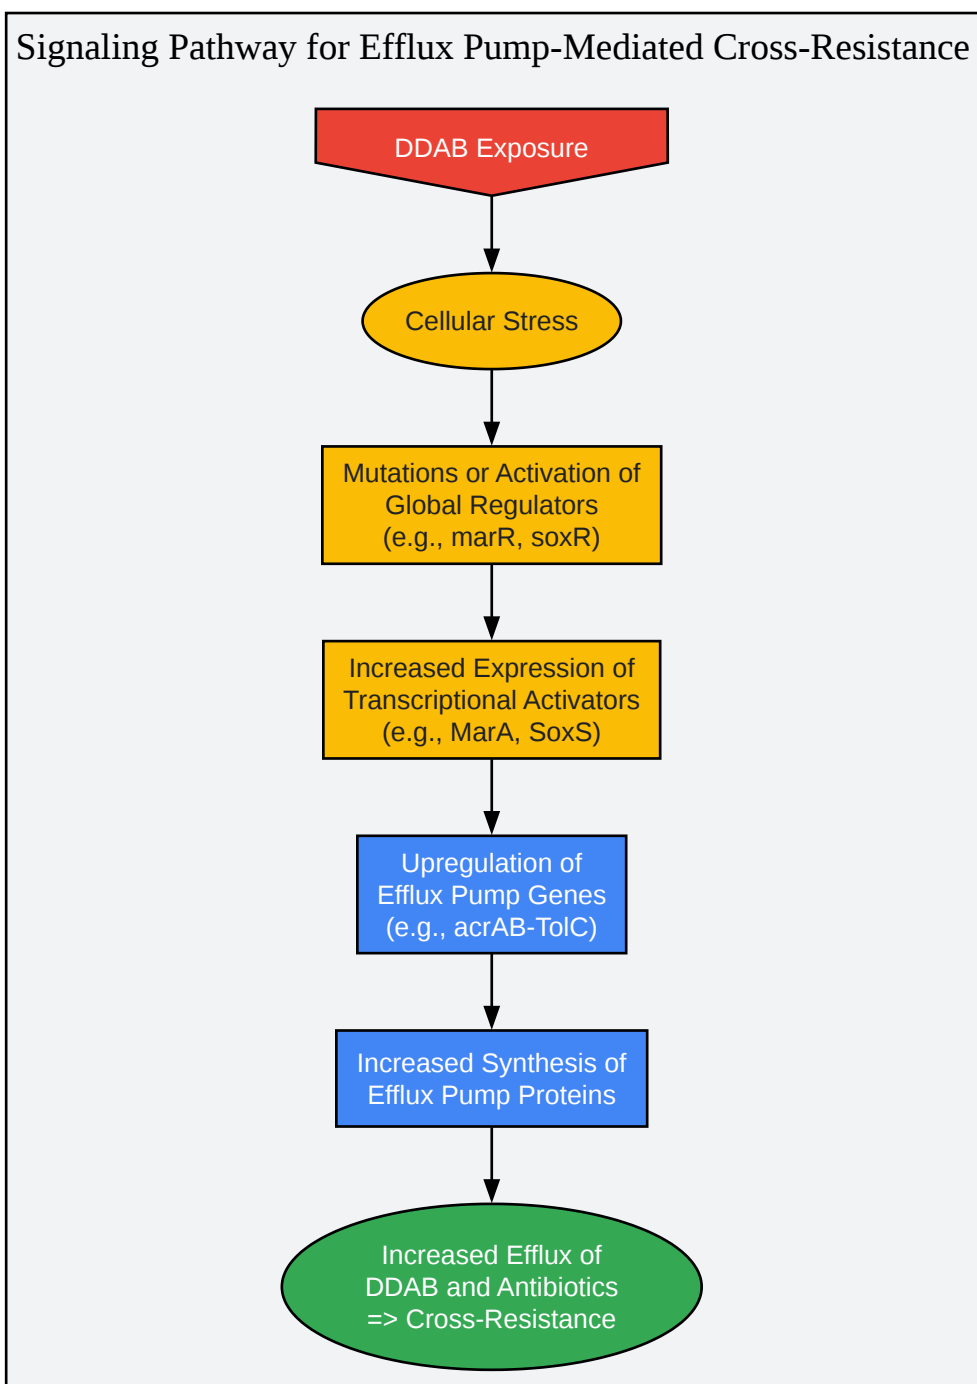 Signaling Pathway for Efflux Pump-Mediated Cross-Resistance
DDAB Exposure
Cellular Stress
Mutations or Activation of
Global Regulators
(e.g., marR, soxR)
Increased Expression of
Transcriptional Activators
(e.g., MarA, SoxS)
Upregulation of
Efflux Pump Genes
(e.g., acrAB-TolC)
Increased Synthesis of
Efflux Pump Proteins
Increased Efflux of
DDAB and Antibiotics
=> Cross-Resistance